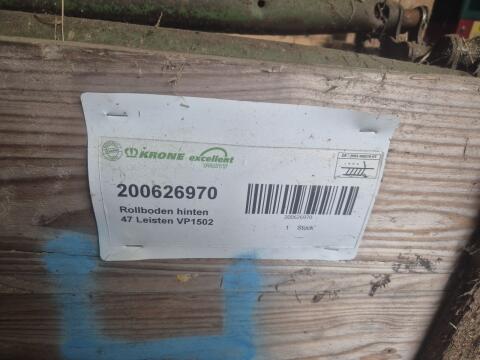 KRONE excellent
200626970
Rollboden hinten
47 Leisten VP1502
200626970
1 Stück